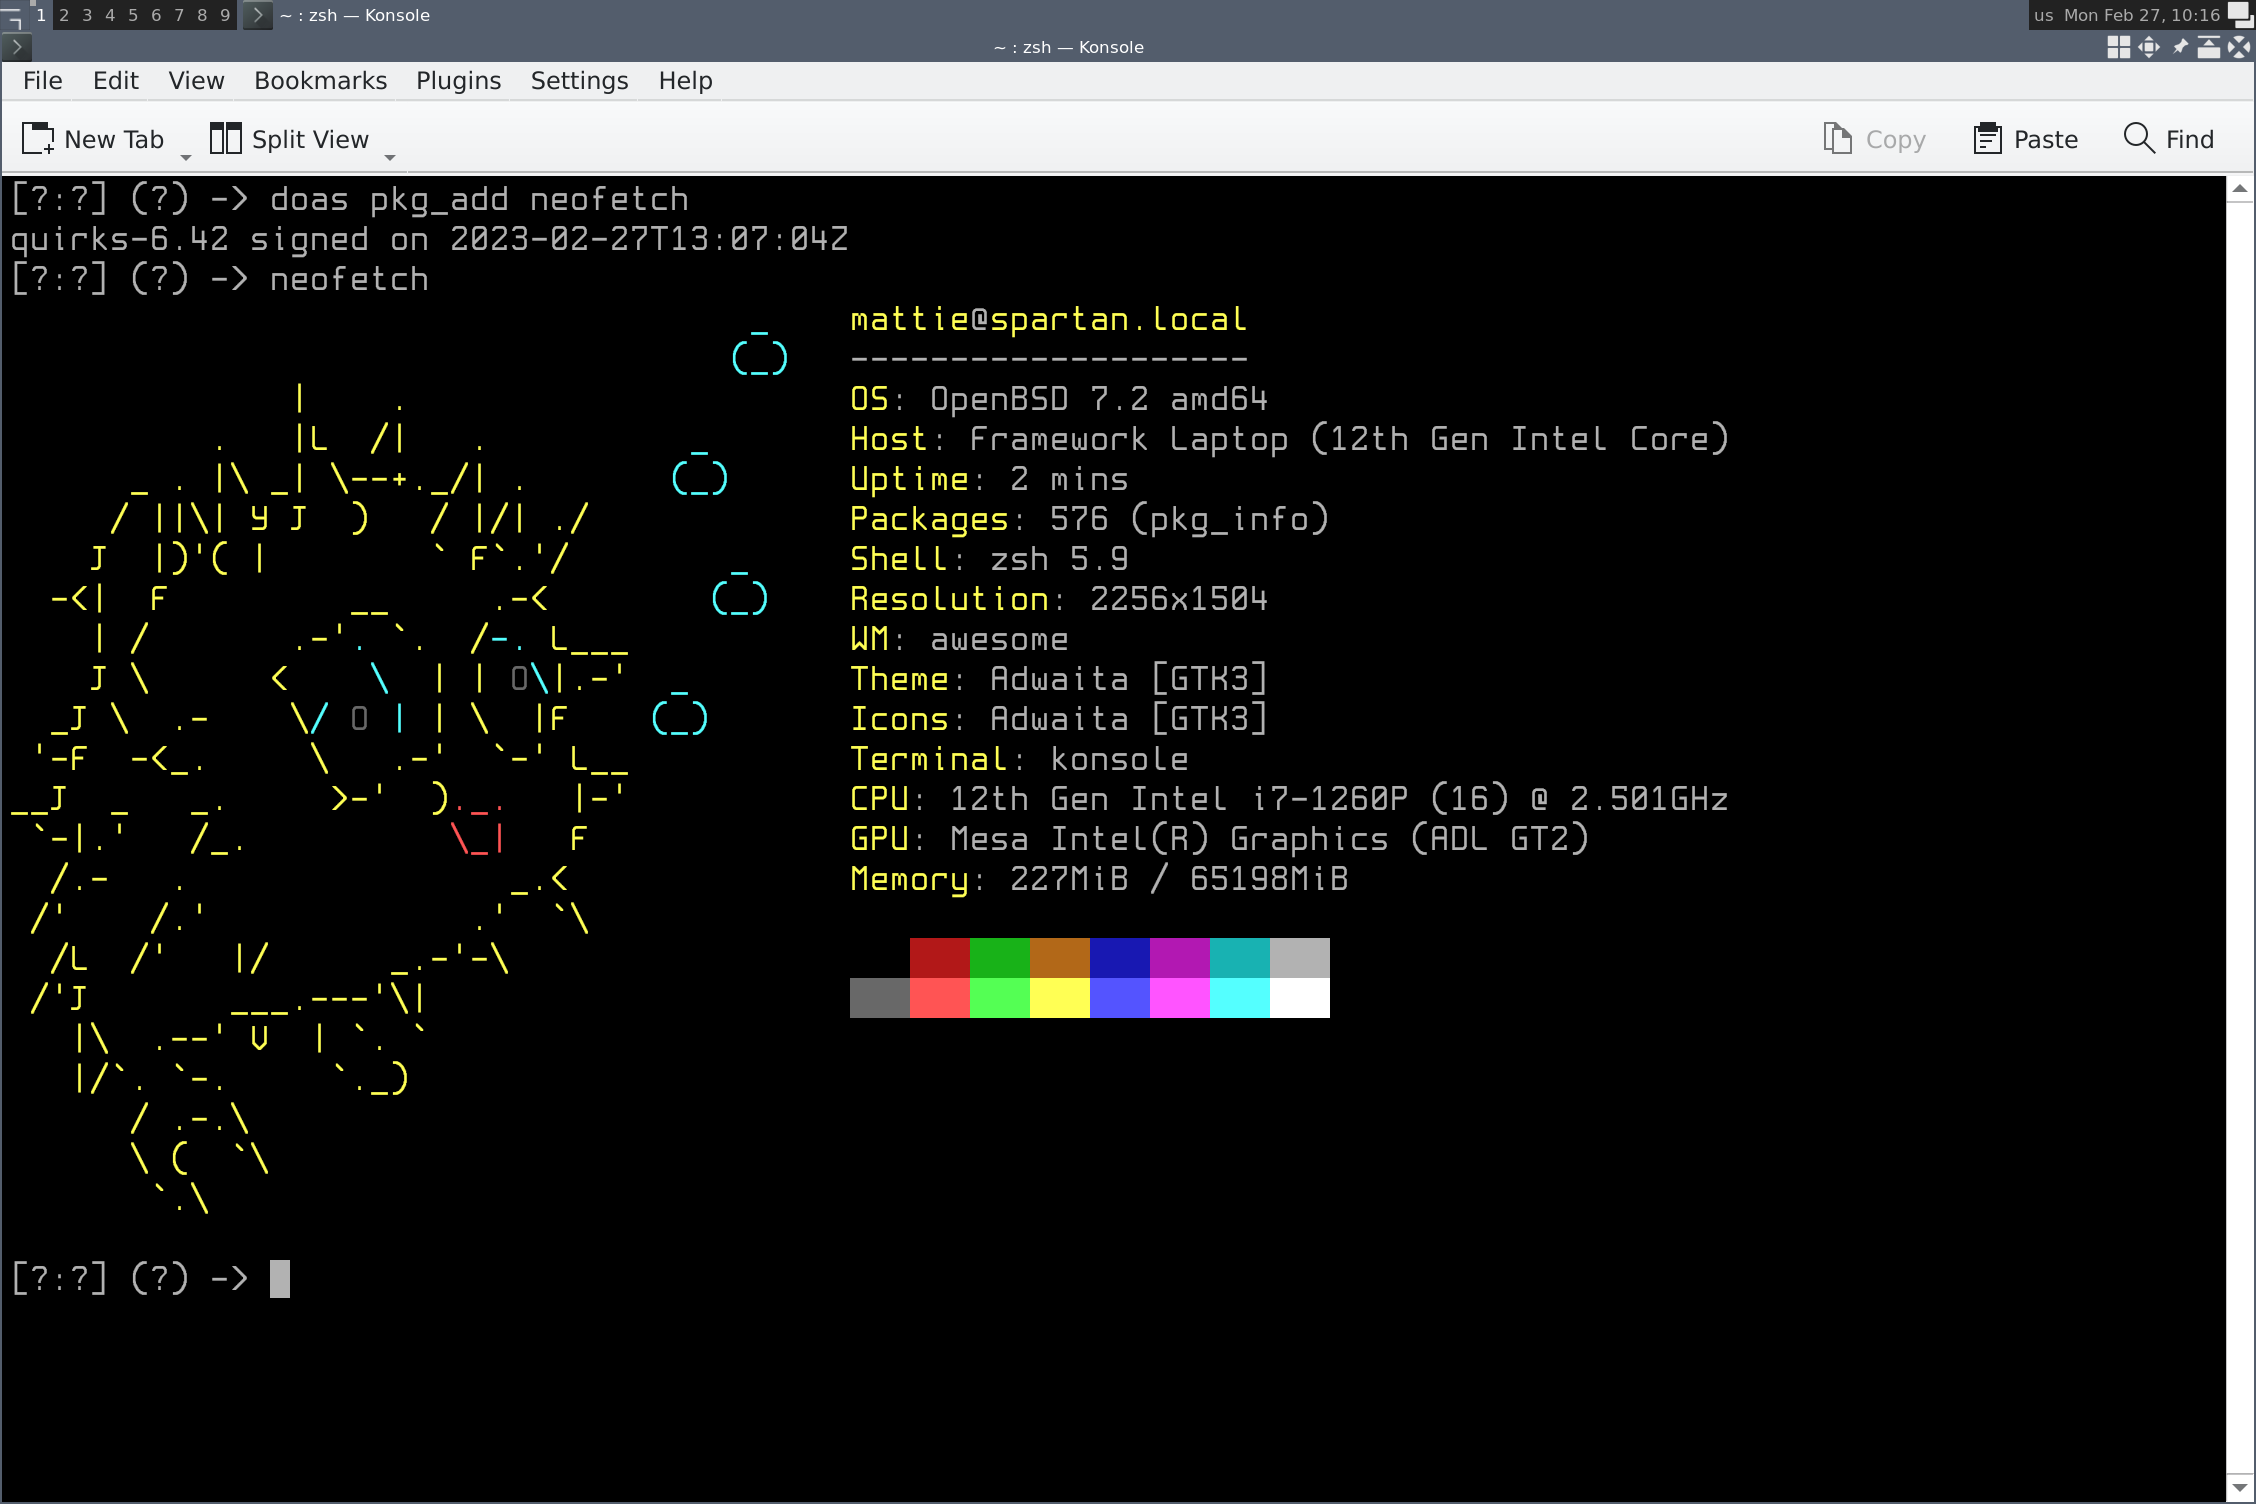 1 2 3 4 5 6 7 8 9 ~ : zsh — Konsole us Mon Feb 27, 10:16
~ : zsh — Konsole
File Edit View Bookmarks Plugins Settings Help
New Tab Split View Copy Paste Find
[?:?] (?) -> doas pkg_add neofetch
quirks-6.42 signed on 2023-02-27T13:07:04Z
[?:?] (?) -> neofetch
mattie@spartan.local
--------------------
OS: OpenBSD 7.2 amd64
Host: Framework Laptop (12th Gen Intel Core)
Uptime: 2 mins
Packages: 576 (pkg_info)
Shell: zsh 5.9
Resolution: 2256x1504
WM: awesome
Theme: Adwaita [GTK3]
Icons: Adwaita [GTK3]
Terminal: konsole
CPU: 12th Gen Intel i7-1260P (16) @ 2.501GHz
GPU: Mesa Intel(R) Graphics (ADL GT2)
Memory: 227MiB / 65198MiB
[?:?] (?) ->